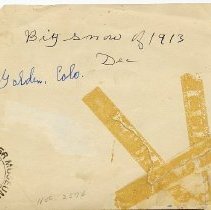 Big snow of 1913
Dec
Golden, Colo.